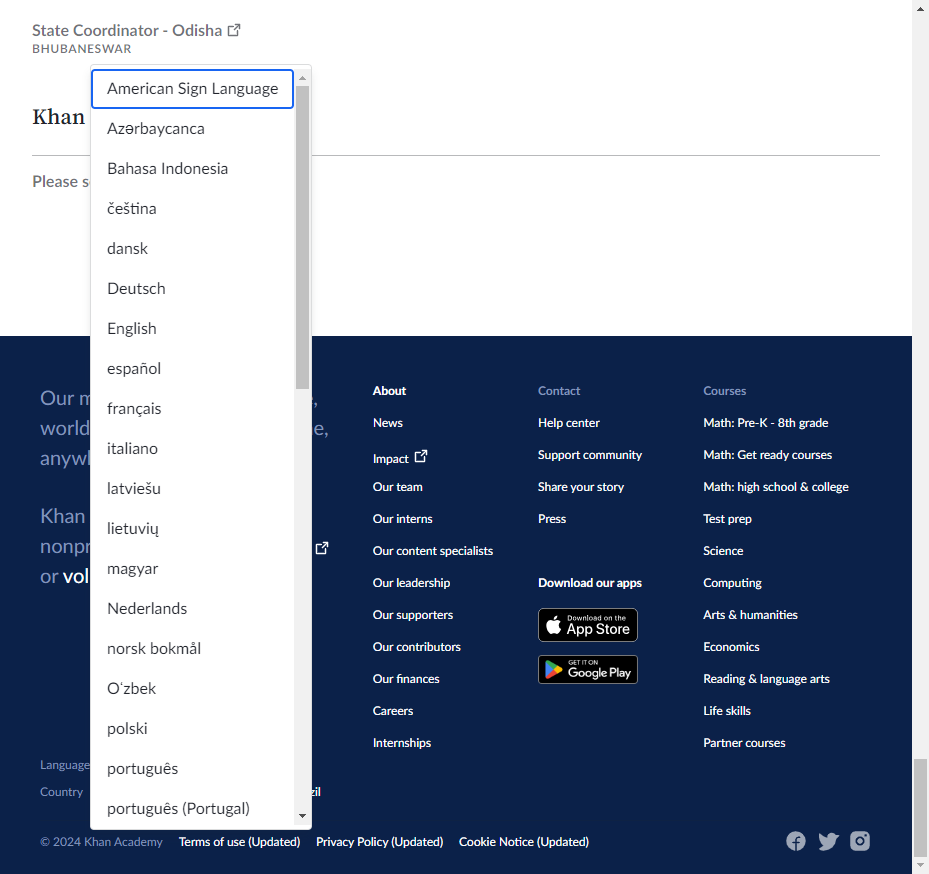 State Coordinator - Odisha
BHUBANESWAR
Khan
Please s
American Sign Language
Azərbaycanca
Bahasa Indonesia
čeština
dansk
Deutsch
English
español
français
italiano
latviešu
lietuvių
magyar
Nederlands
norsk bokmål
Oʻzbek
polski
português
português (Portugal)
Our
world
Khan
or vol
Language
Country
About
News
Impact
Our team
Our interns
Our content specialists
Our leadership
Our supporters
Our contributors
Our finances
Careers
Internships
Contact
Help center
Support community
Share your story
Press
Download our apps
Download on the
App Store
GET IT ON
Google Play
Courses
Math: Pre-K - 8th grade
Math: Get ready courses
Math: high school & college
Test prep
Science
Computing
Arts & humanities
Economics
Reading & language arts
Life skills
Partner courses
© 2024 Khan Academy Terms of use (Updated) Privacy Policy (Updated) Cookie Notice (Updated)